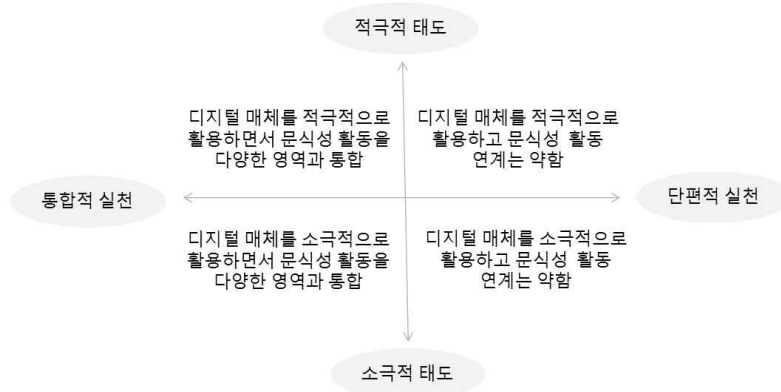 적극적 태도
디지털 매체를 적극적으로
활용하면서 문식성 활동을
다양한 영역과 통합
디지털 매체를 적극적으로
활용하고 문식성 활동
연계는 약함
통합적 실천
단편적 실천
디지털 매체를 소극적으로
활용하면서 문식성 활동을
다양한 영역과 통합
디지털 매체를 소극적으로
활용하고 문식성 활동
연계는 약함
소극적 태도